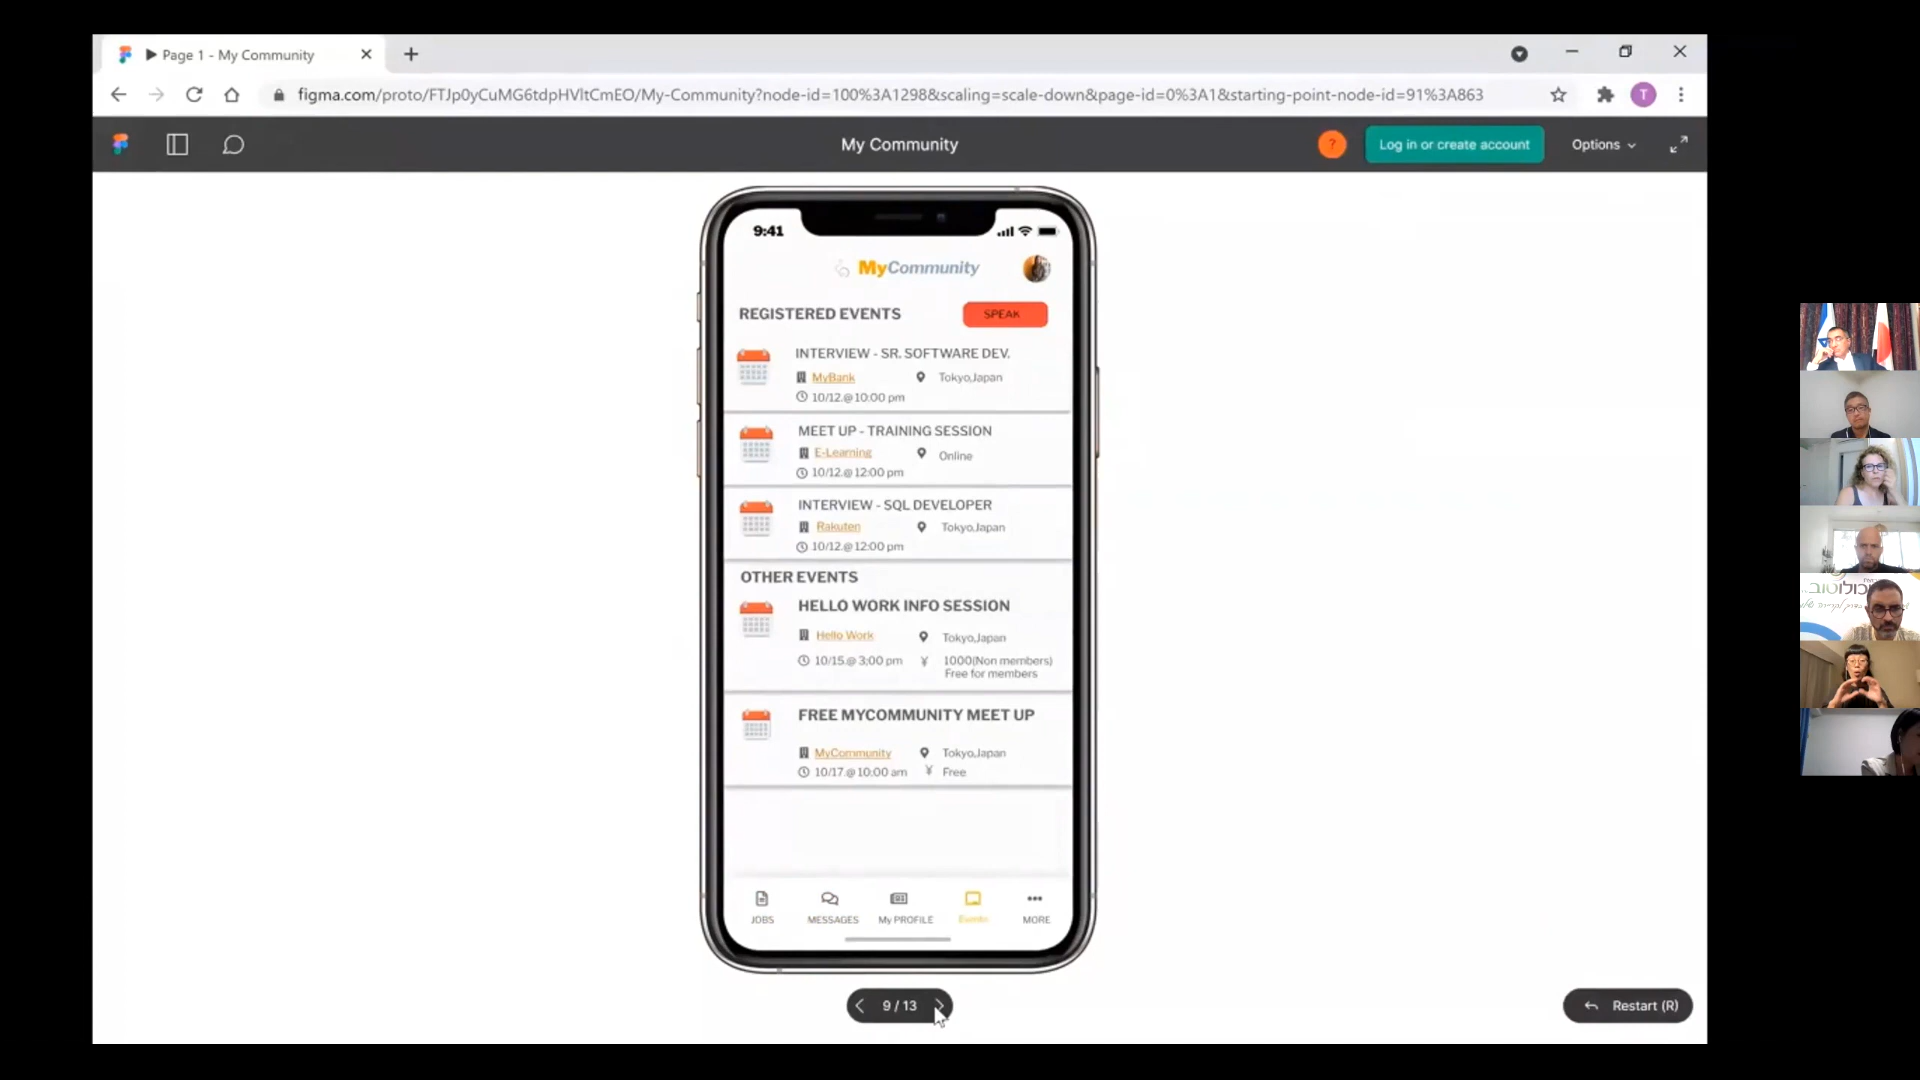 Page 1 - My Community
figma.com/proto/FTJp0yCuMG6tdpHVltCmEO/My-Community?node-id=100%3A1298&scaling=scale-down&page-id=0%3A1&starting-point-node-id=91%3A863
T
My Community
?
Log in or create account
Options
9:41
MyCommunity
REGISTERED EVENTS
SPEAK
INTERVIEW - SR. SOFTWARE DEV.
MyBank
Tokyo,Japan
10/12.@10:00 pm
MEET UP - TRAINING SESSION
E-Learning
Online
10/12.@12:00 pm
INTERVIEW - SQL DEVELOPER
Rakuten
Tokyo,Japan
10/12.@12:00 pm
OTHER EVENTS
HELLO WORK INFO SESSION
Hello Work
Tokyo,Japan
10/15.@3:00 pm
¥ 1000(Non members)
Free for members
FREE MYCOMMUNITY MEET UP
MyCommunity
Tokyo,Japan
10/17.@10.00 am
¥ Free
JOBS
MESSAGES
My PROFILE
Events
MORE
9 / 13
Restart (R)